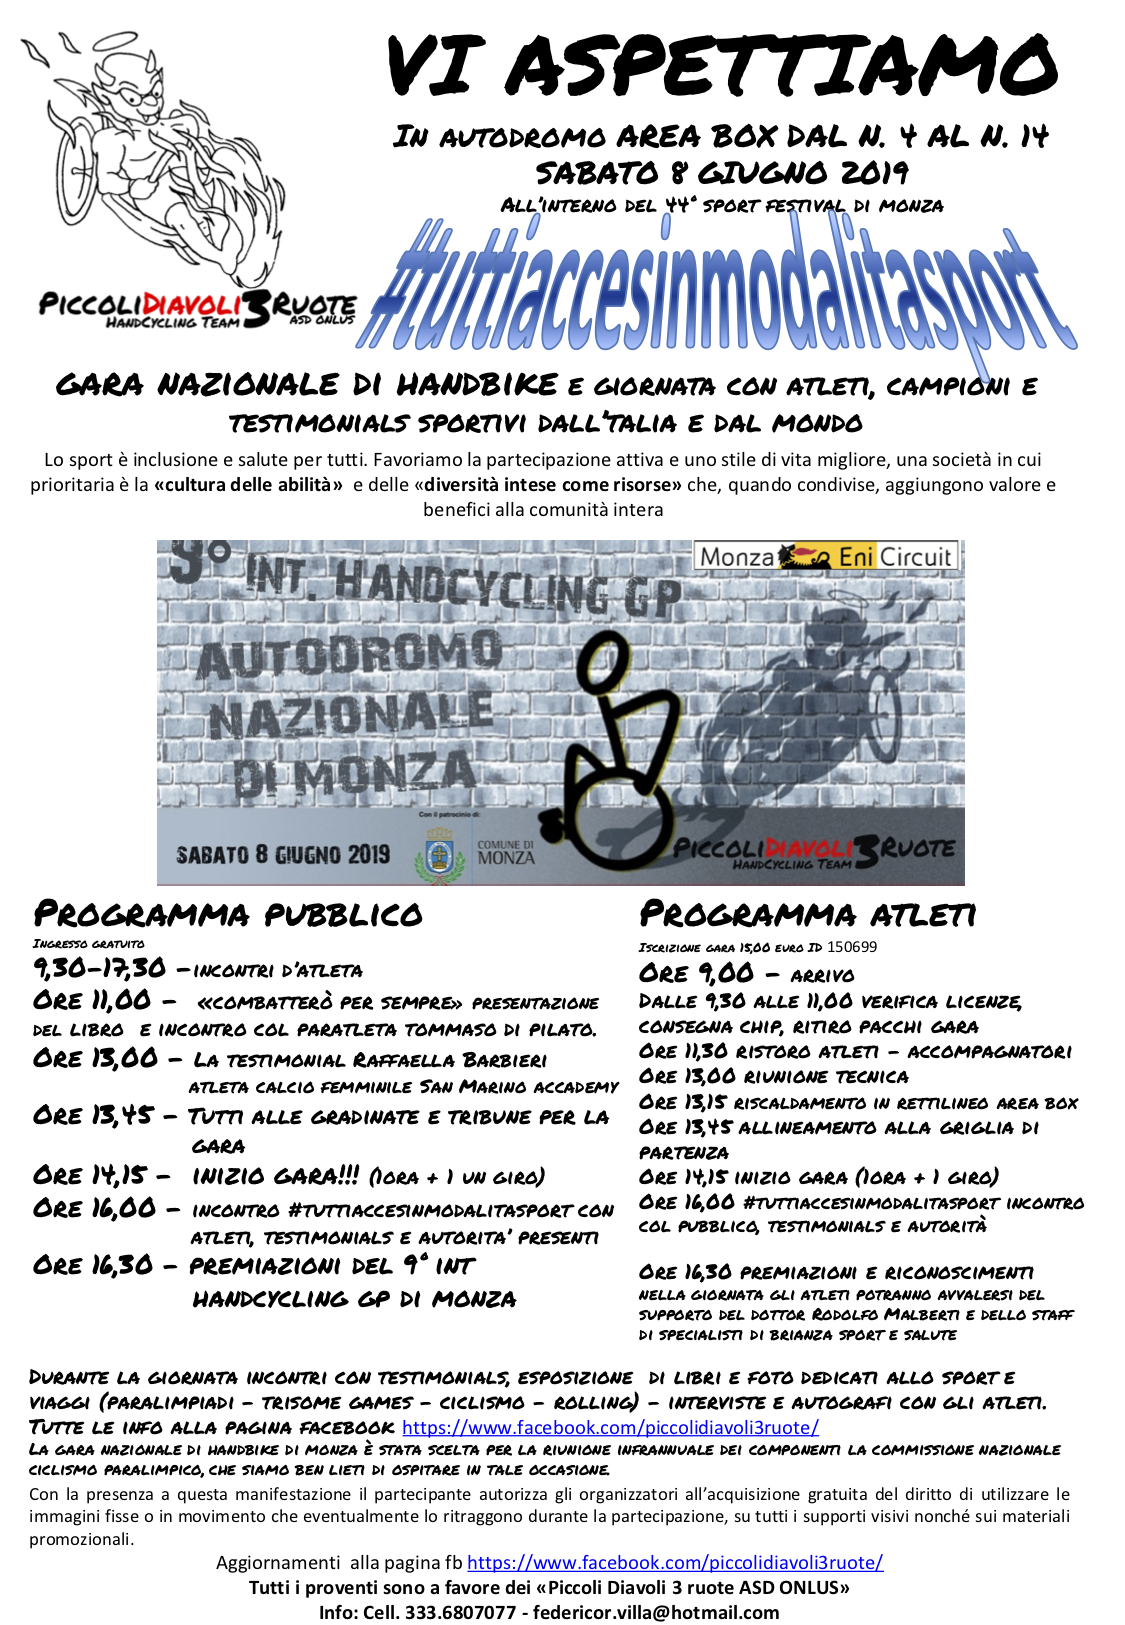 VI ASPETTIAMO
In autodromo AREA BOX DAL N. 4 AL N. 14
SABATO 8 GIUGNO 2019
All'interno del 44° sport festival di monza
#tuttiaccesinmodalitasport
PiccoliDiavoli3Ruote
HandCycling Team
ASD ONLUS
GARA NAZIONALE DI HANDBIKE e giornata con atleti, campioni e
testimonials sportivi dall'talia e dal mondo
Lo sport è inclusione e salute per tutti. Favoriamo la partecipazione attiva e uno stile di vita migliore, una società in cui
prioritaria è la «cultura delle abilità» e delle «diversità intese come risorse» che, quando condivise, aggiungono valore e
benefici alla comunità intera
Monza Eni Circuit
9° INT. HANDCYCLING GP
AUTODROMO
NAZIONALE
DI MONZA
Con il patrocinio di:
SABATO 8 GIUGNO 2019
COMUNE DI
MONZA
PiccoliDiavoli3Ruote
HandCycling Team
Programma pubblico
Ingresso gratuito
9,30-17,30 -incontri d'atleta
Ore 11,00 - «combatterò per sempre» presentazione
del libro e incontro col paratleta tommaso di pilato.
Ore 13,00 - La testimonial Raffaella Barbieri
atleta calcio femminile San Marino accademy
Ore 13,45 - Tutti alle gradinate e tribune per la
gara
Ore 14,15 - inizio gara!!! (1ora + 1 un giro)
Ore 16,00 - incontro #tuttiaccesinmodalitasport con
atleti, testimonials e autorita' presenti
Ore 16,30 - premiazioni del 9° int
handcycling gp di monza
Programma atleti
Iscrizione gara 15,00 euro ID 150699
Ore 9,00 - arrivo
dalle 9,30 alle 11,00 verifica licenze,
consegna chip, ritiro pacchi gara
Ore 11,30 ristoro atleti - accompagnatori
Ore 13,00 riunione tecnica
Ore 13,15 riscaldamento in rettilineo area box
Ore 13,45 allineamento alla griglia di
partenza
Ore 14,15 inizio gara (1ora + 1 giro)
Ore 16,00 #tuttiaccesinmodalitasport incontro
col pubblico, testimonials e autorità
Ore 16,30 premiazioni e riconoscimenti
nella giornata gli atleti potranno avvalersi del
supporto del dottor Rodolfo Malberti e dello staff
di specialisti di brianza sport e salute
Durante la giornata incontri con testimonials, esposizione di libri e foto dedicati allo sport e
viaggi (paralimpiadi - trisome games - ciclismo - rolling) - interviste e autografi con gli atleti.
Tutte le info alla pagina facebook https://www.facebook.com/piccolidiavoli3ruote/
La gara nazionale di handbike di monza è stata scelta per la riunione infrannuale dei componenti la commissione nazionale
ciclismo paralimpico, che siamo ben lieti di ospitare in tale occasione.
Con la presenza a questa manifestazione il partecipante autorizza gli organizzatori all'acquisizione gratuita del diritto di utilizzare le
immagini fisse o in movimento che eventualmente lo ritraggono durante la partecipazione, su tutti i supporti visivi nonché sui materiali
promozionali.
Aggiornamenti alla pagina fb https://www.facebook.com/piccolidiavoli3ruote/
Tutti i proventi sono a favore dei «Piccoli Diavoli 3 ruote ASD ONLUS»
Info: Cell. 333.6807077 - federicor.villa@hotmail.com